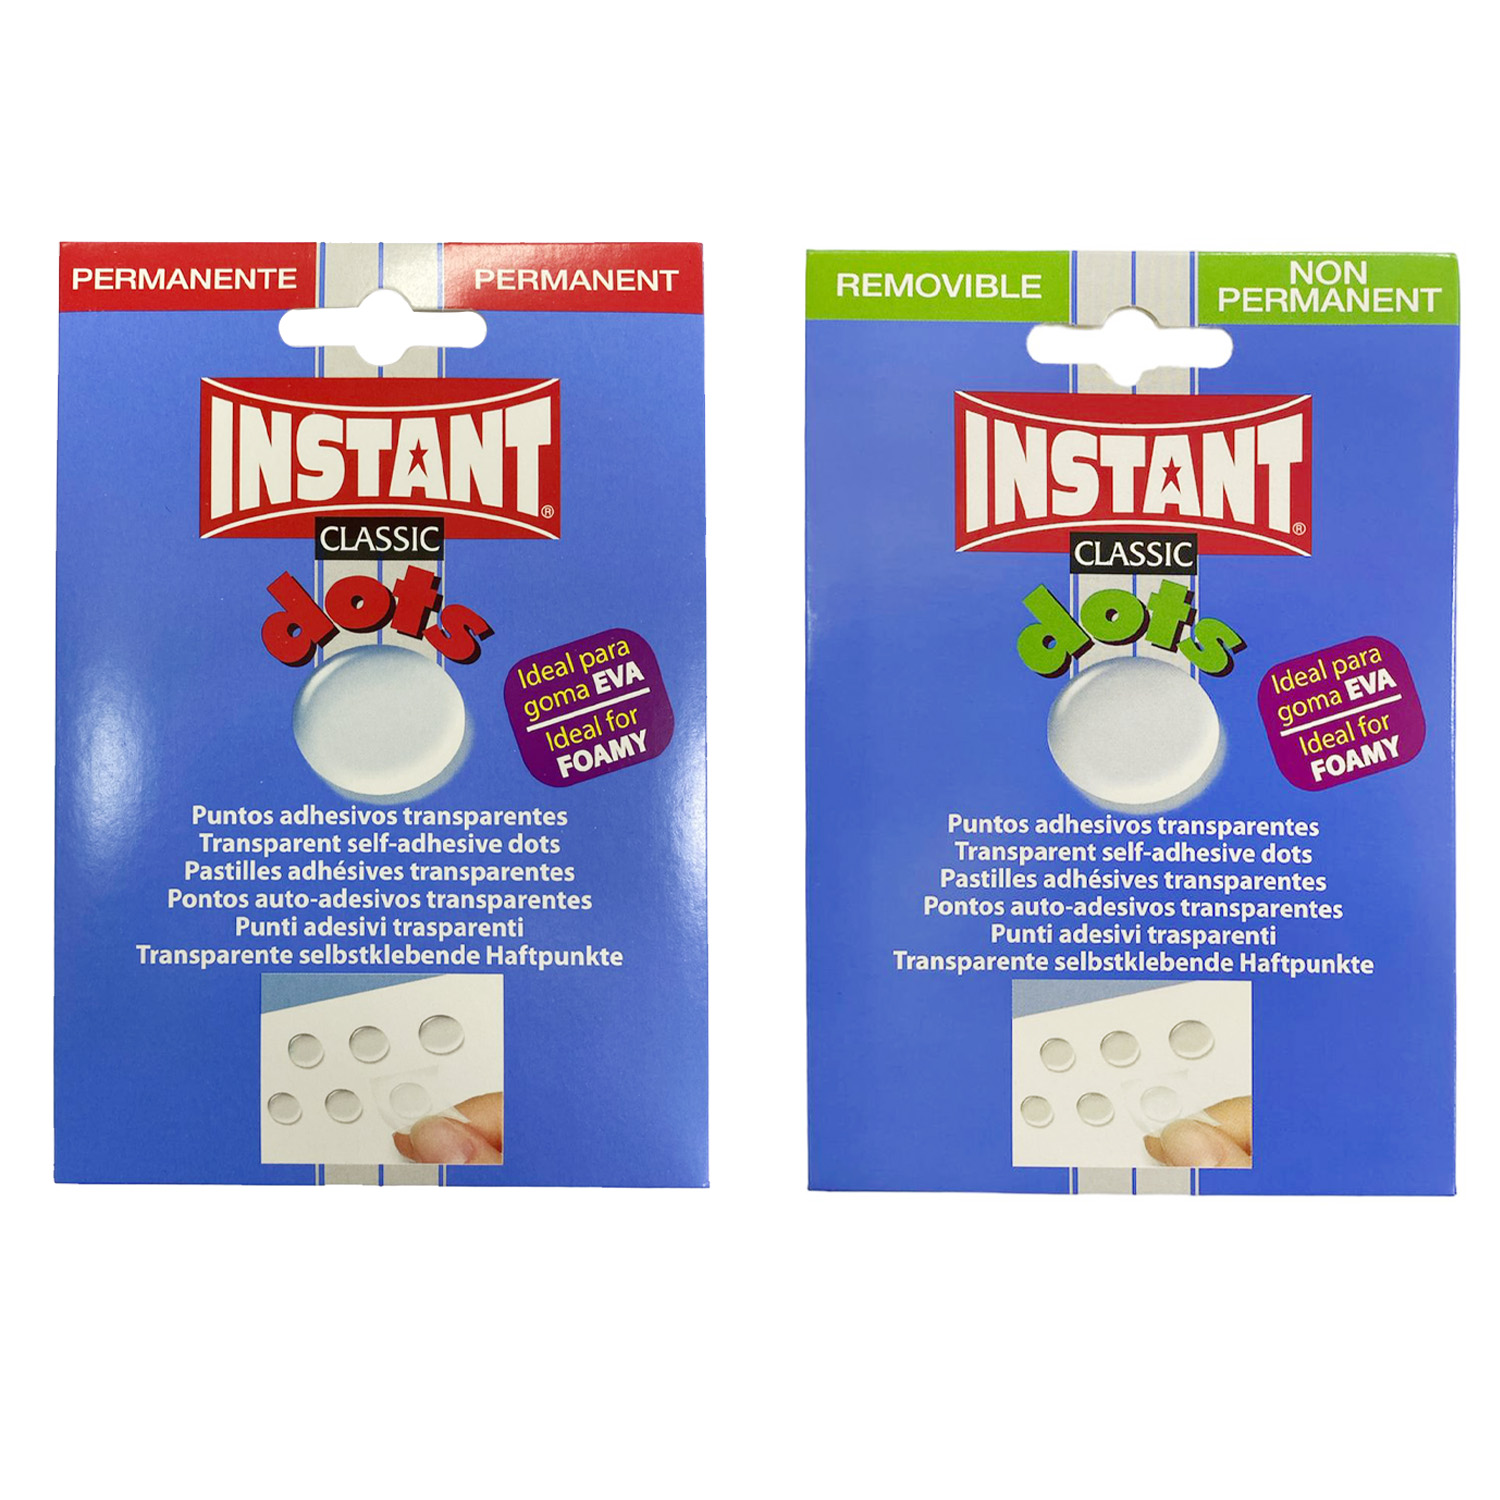 PERMANENTE
PERMANENT
INSTANT®
CLASSIC
dots
Ideal para
goma EVA
Ideal for
FOAMY
Puntos adhesivos transparentes
Transparent self-adhesive dots
Pastilles adhésives transparentes
Pontos auto-adesivos transparentes
Punti adesivi trasparenti
Transparente selbstklebende Haftpunkte
REMOVIBLE
NON
PERMANENT
INSTANT®
CLASSIC
dots
Ideal para
goma EVA
Ideal for
FOAMY
Puntos adhesivos transparentes
Transparent self-adhesive dots
Pastilles adhésives transparentes
Pontos auto-adesivos transparentes
Punti adesivi trasparenti
Transparente selbstklebende Haftpunkte